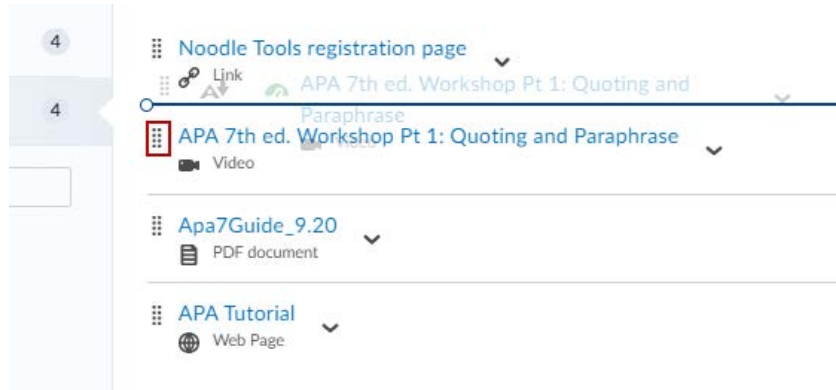 4
Noodle Tools registration page
Link
APA 7th ed. Workshop Pt 1: Quoting and
Paraphrase
Video
4
APA 7th ed. Workshop Pt 1: Quoting and Paraphrase
Video
Apa7Guide_9.20
PDF document
APA Tutorial
Web Page